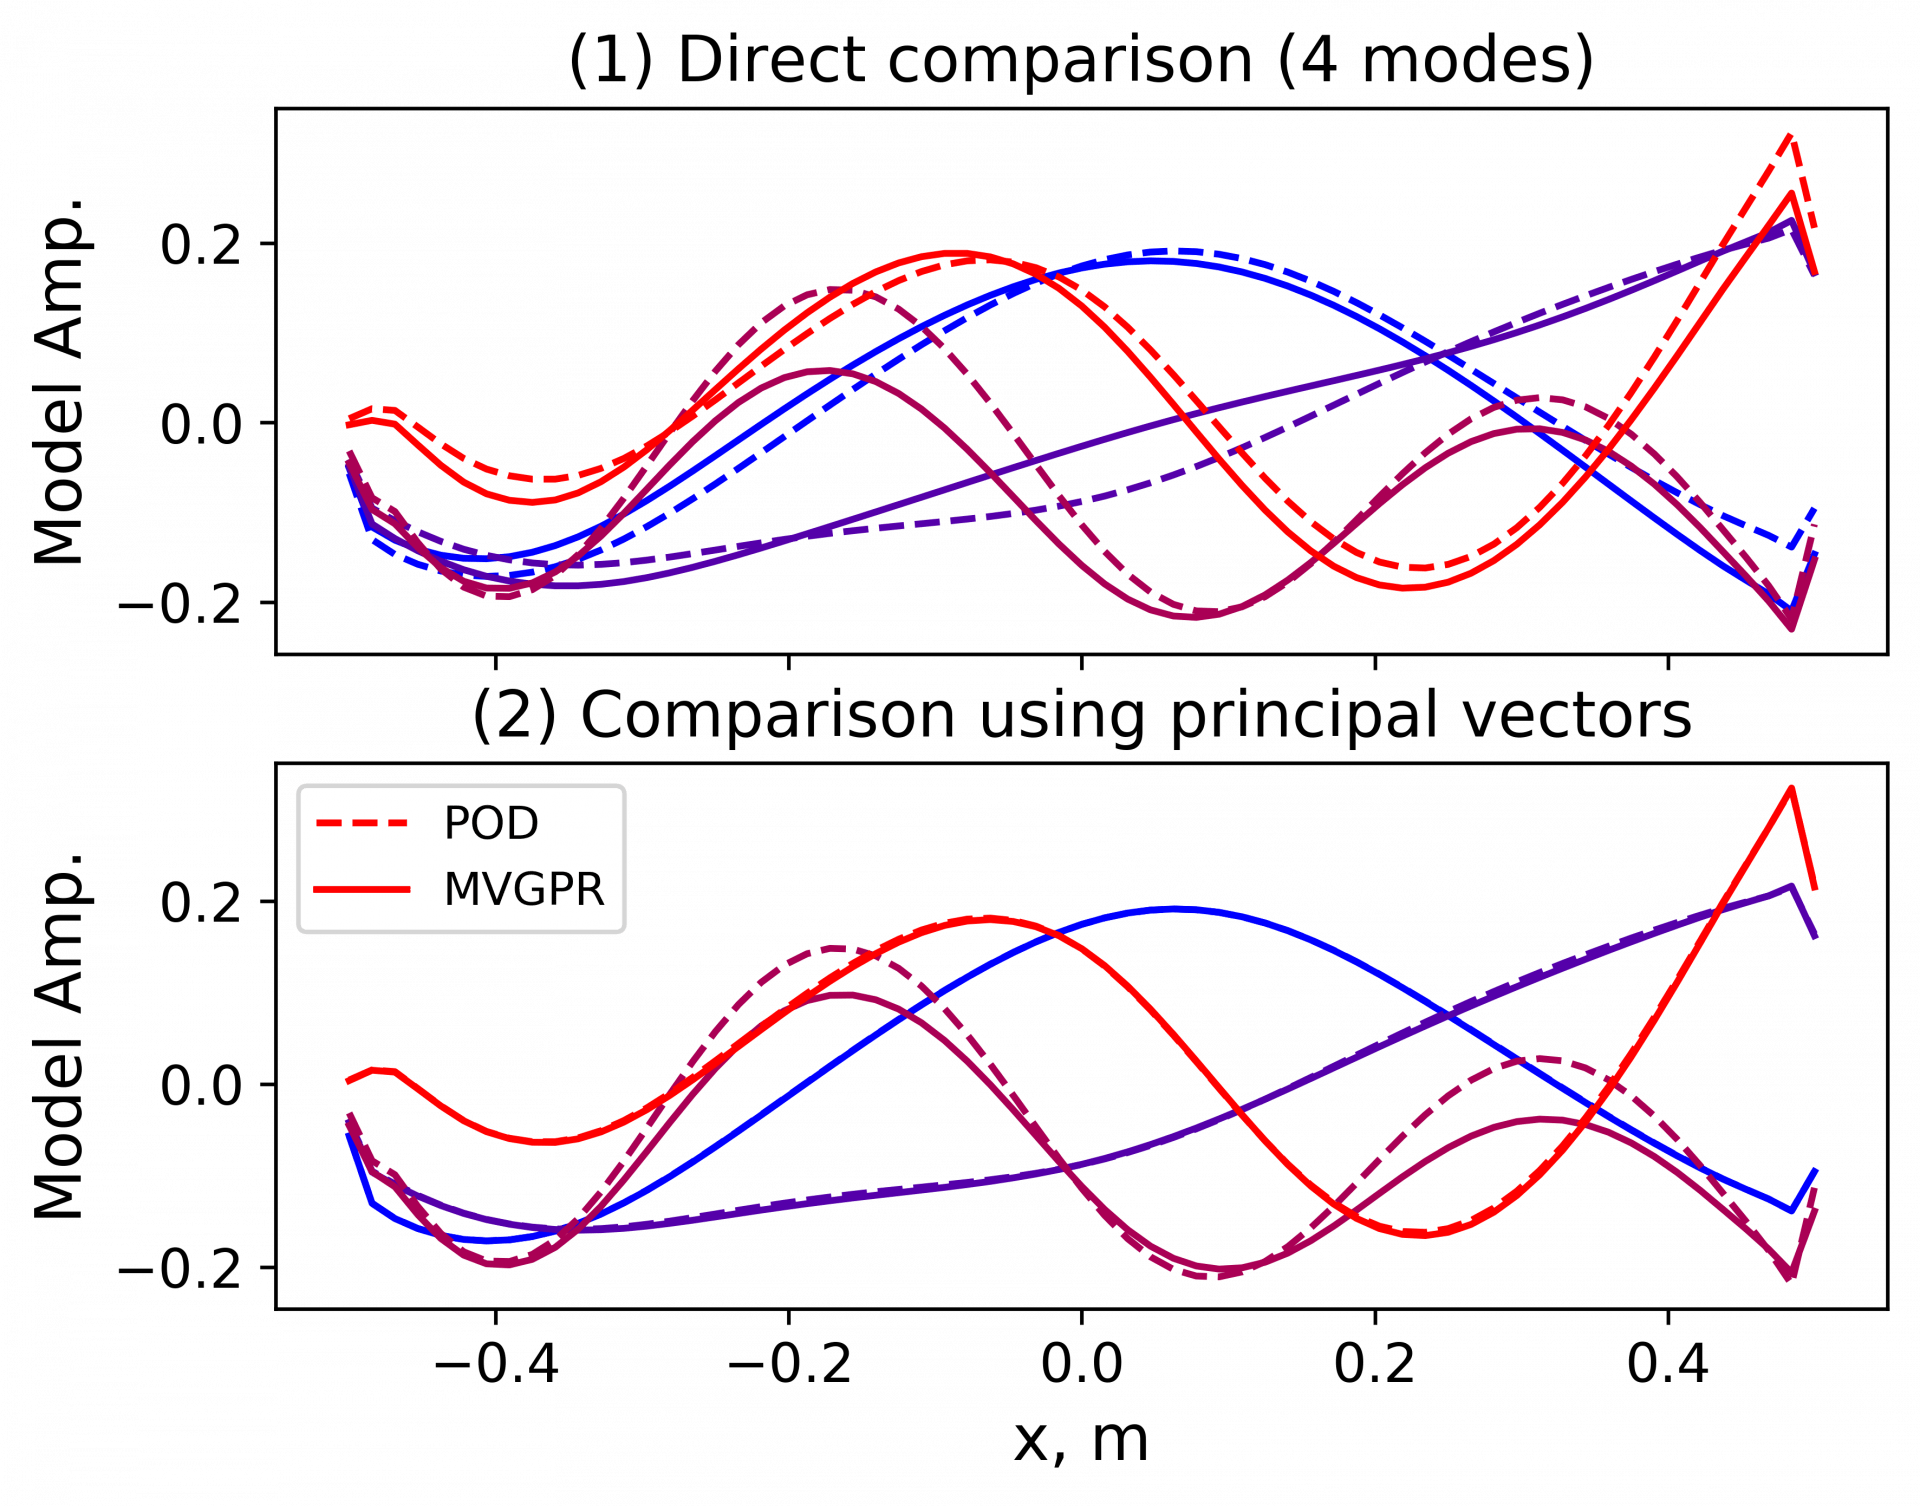 (1) Direct comparison (4 modes)
Model Amp.
0.2
0.0
−0.2
(2) Comparison using principal vectors
Model Amp.
0.2
0.0
−0.2
POD
MVGPR
−0.4 −0.2 0.0 0.2 0.4
x, m